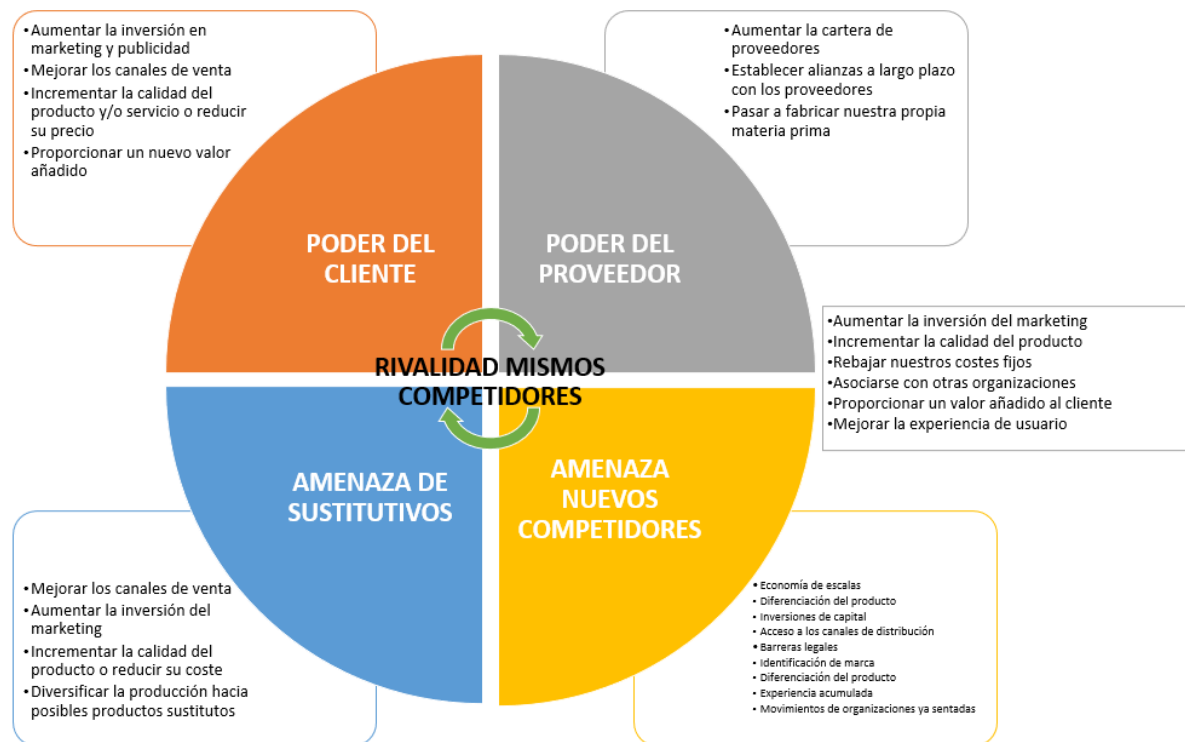 •Aumentar la inversión en
marketing y publicidad
•Mejorar los canales de venta
•Incrementar la calidad del
producto y/o servicio o reducir
su precio
•Proporcionar un nuevo valor
añadido
•Aumentar la cartera de
proveedores
•Establecer alianzas a largo plazo
con los proveedores
•Pasar a fabricar nuestra propia
materia prima
PODER DEL
CLIENTE
PODER DEL
PROVEEDOR
RIVALIDAD MISMOS
COMPETIDORES
•Aumentar la inversión del marketing
•Incrementar la calidad del producto
•Rebajar nuestros costes fijos
•Asociarse con otras organizaciones
•Proporcionar un valor añadido al cliente
•Mejorar la experiencia de usuario
AMENAZA DE
SUSTITUTIVOS
AMENAZA
NUEVOS
COMPETIDORES
•Mejorar los canales de venta
•Aumentar la inversión del
marketing
•Incrementar la calidad del
producto o reducir su coste
•Diversificar la producción hacia
posibles productos sustitutos
•Economía de escalas
•Diferenciación del producto
•Inversiones de capital
•Acceso a los canales de distribución
•Barreras legales
•Identificación de marca
•Diferenciación del producto
•Experiencia acumulada
•Movimientos de organizaciones ya sentadas